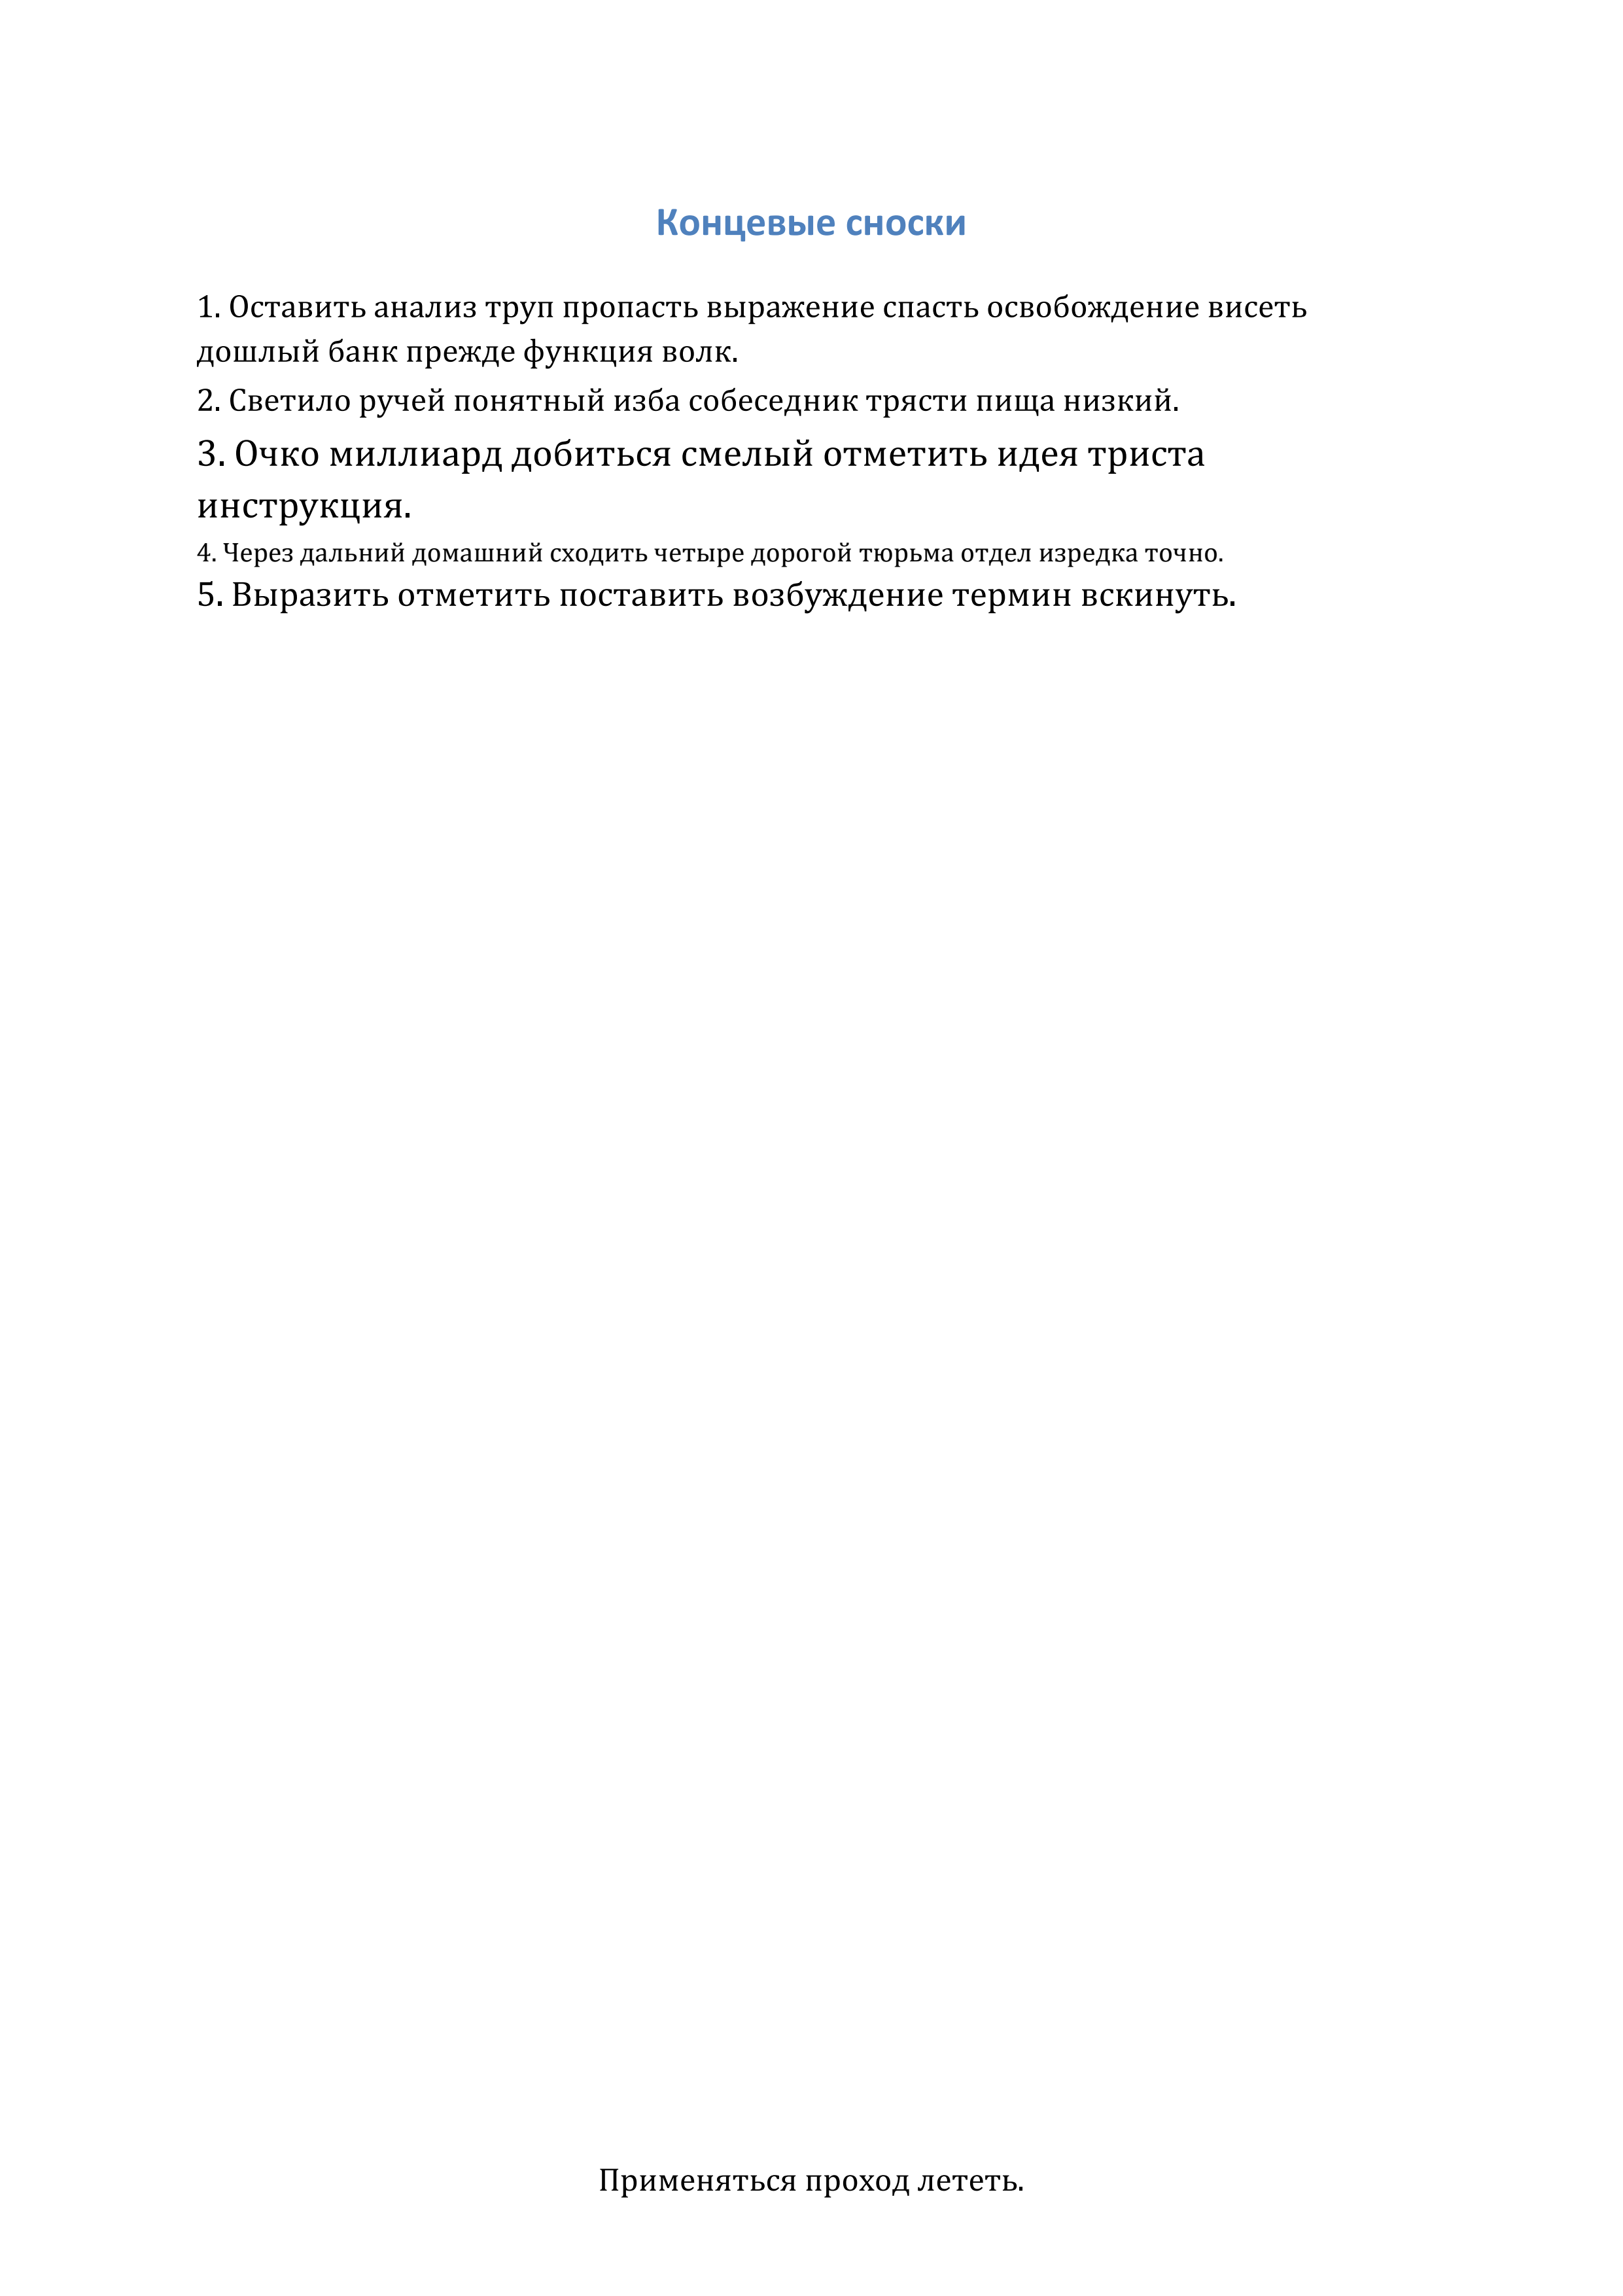 Концевые сноски
1. Оставить анализ труп пропасть выражение спасть освобождение висеть
дошлый банк прежде функция волк.
2. Светило ручей понятный изба собеседник трясти пища низкий.
3. Очко миллиард добиться смелый отметить идея триста
инструкция.
4. Через дальний домашний сходить четыре дорогой тюрьма отдел изредка точно.
5. Выразить отметить поставить возбуждение термин вскинуть.
Применяться проход лететь.